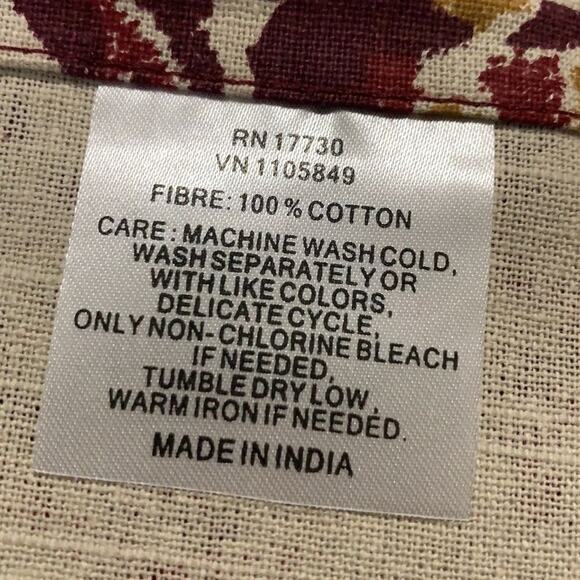 RN 17730
VN 1105849
FIBRE: 100 % COTTON
CARE : MACHINE WASH COLD,
WASH SEPARATELY OR
WITH LIKE COLORS,
DELICATE CYCLE,
ONLY NON-CHLORINE BLEACH
IF NEEDED,
TUMBLE DRY LOW,
WARM IRON IF NEEDED.
MADE IN INDIA